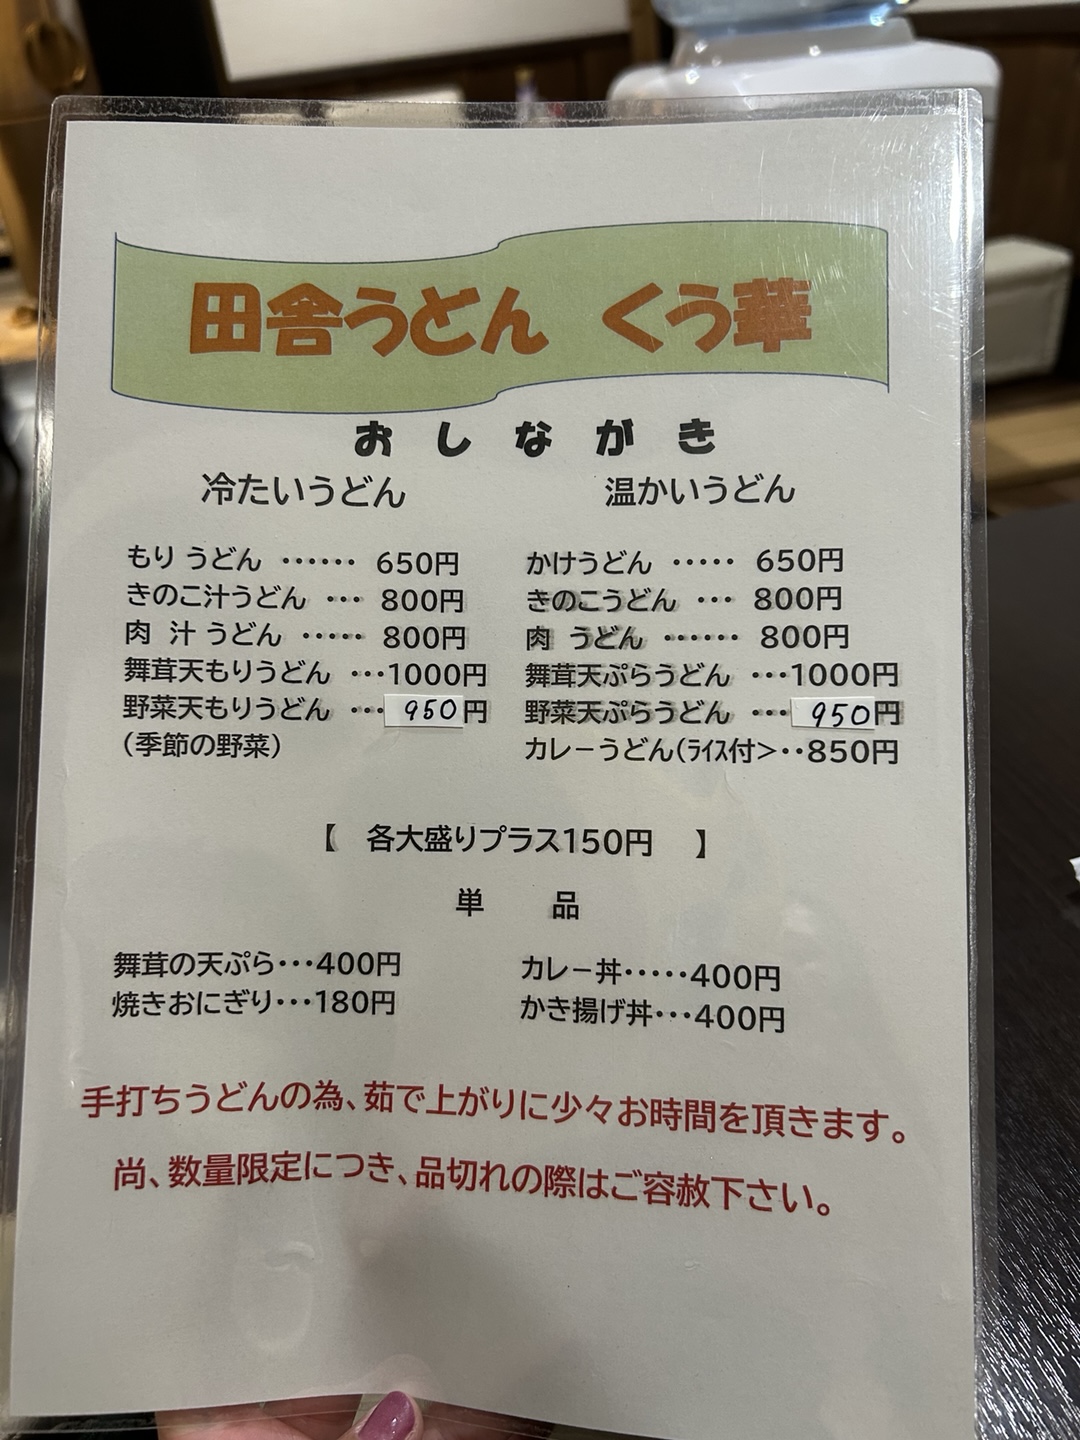 田舎うどん くう華
おしながき
冷たいうどん
もり うどん ・・・・・・ 650円
きのこ汁うどん ・・・ 800円
肉 汁 うどん ・・・・・ 800円
舞茸天もりうどん ・・・1000円
野菜天もりうどん ・・・ 950円
（季節の野菜）
温かいうどん
かけうどん ・・・・・ 650円
きのこうどん ・・・ 800円
肉 うどん ・・・・・・ 800円
舞茸天ぷらうどん ・・・1000円
野菜天ぷらうどん ・・・ 950円
カレーうどん（ﾗｲｽ付＞・・850円
【 各大盛りプラス150円 】
単 品
舞茸の天ぷら・・・400円
焼きおにぎり・・・180円
カレー丼・・・・・400円
かき揚げ丼・・・400円
手打ちうどんの為、茹で上がりに少々お時間を頂きます。
尚、数量限定につき、品切れの際はご容赦下さい。